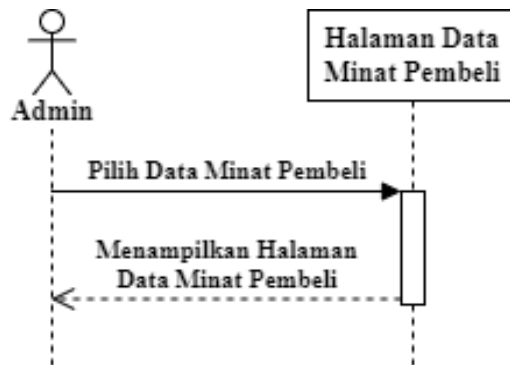 Halaman Data
Minat Pembeli
Admin
Pilih Data Minat Pembeli
Menampilkan Halaman
Data Minat Pembeli